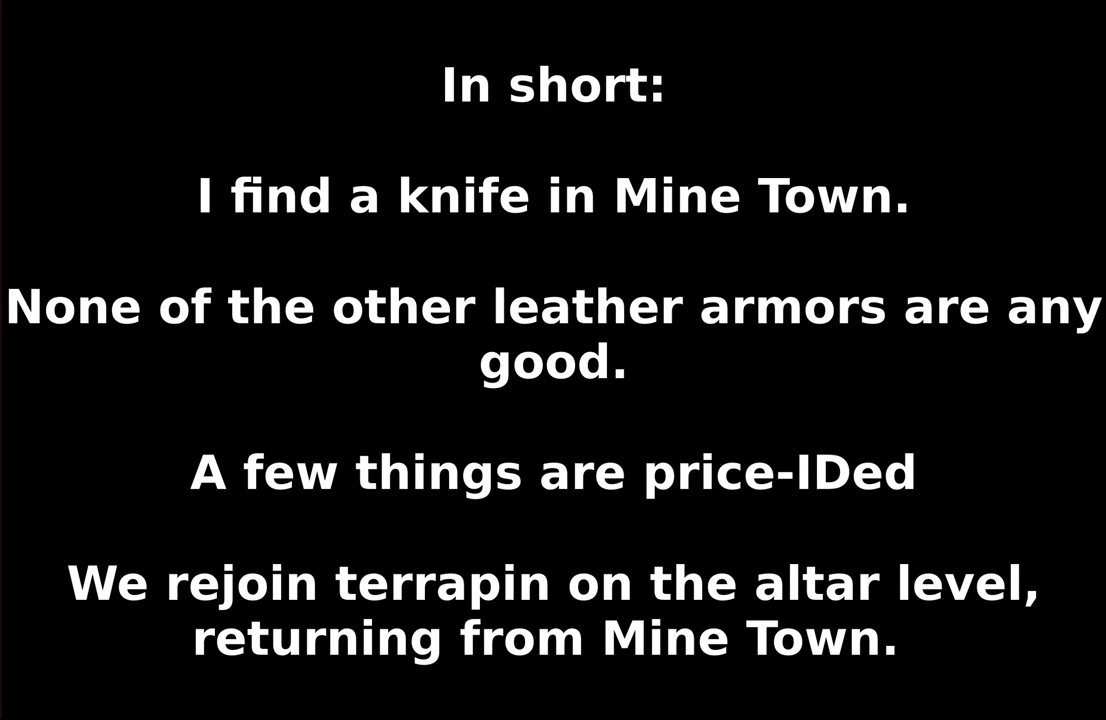 In short:
I find a knife in Mine Town.
None of the other leather armors are any
good.
A few things are price-IDed
We rejoin terrapin on the altar level,
returning from Mine Town.